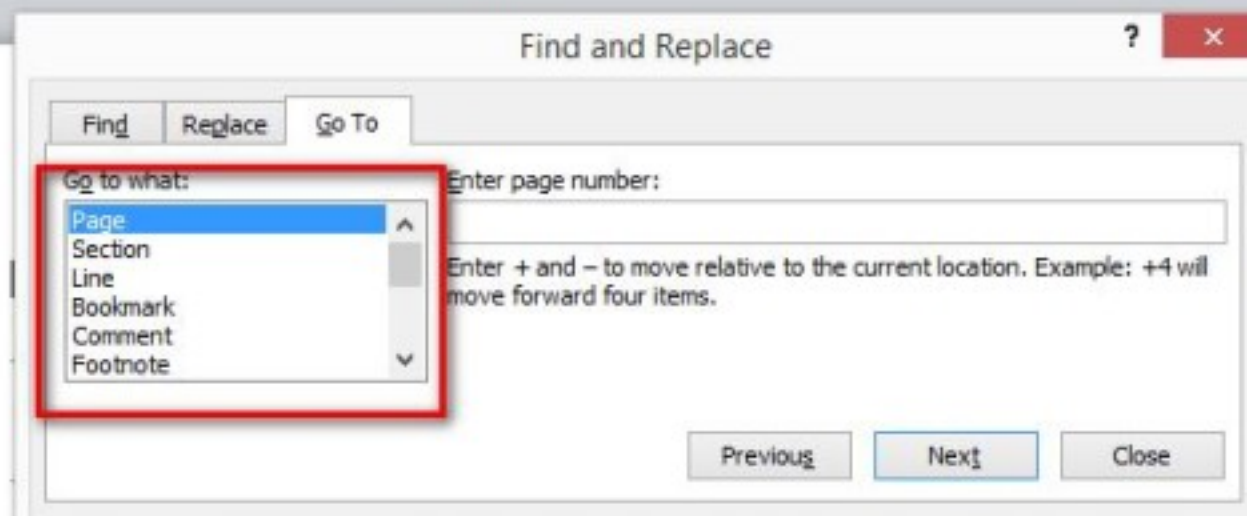 Find and Replace
?
Find
Replace
Go To
Go to what:
Page
Section
Line
Bookmark
Comment
Footnote
Enter page number:
Enter + and – to move relative to the current location. Example: +4 will
move forward four items.
Previous
Next
Close